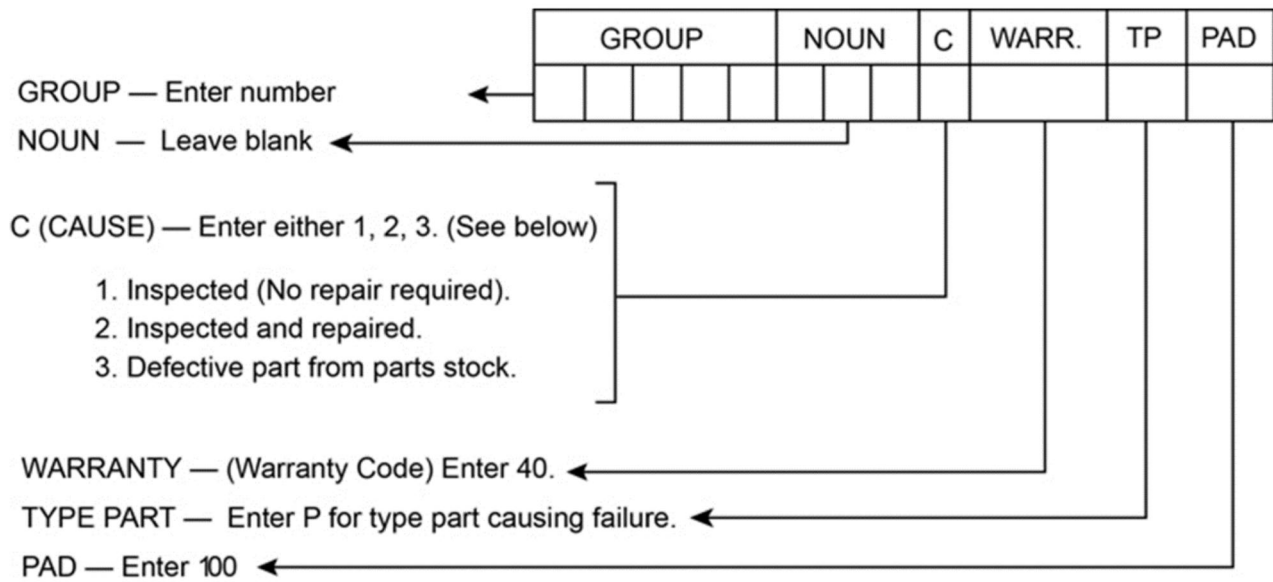 GROUP NOUN C WARR. TP PAD
GROUP — Enter number
NOUN — Leave blank
C (CAUSE) — Enter either 1, 2, 3. (See below)
1. Inspected (No repair required).
2. Inspected and repaired.
3. Defective part from parts stock.
WARRANTY — (Warranty Code) Enter 40.
TYPE PART — Enter P for type part causing failure.
PAD — Enter 100